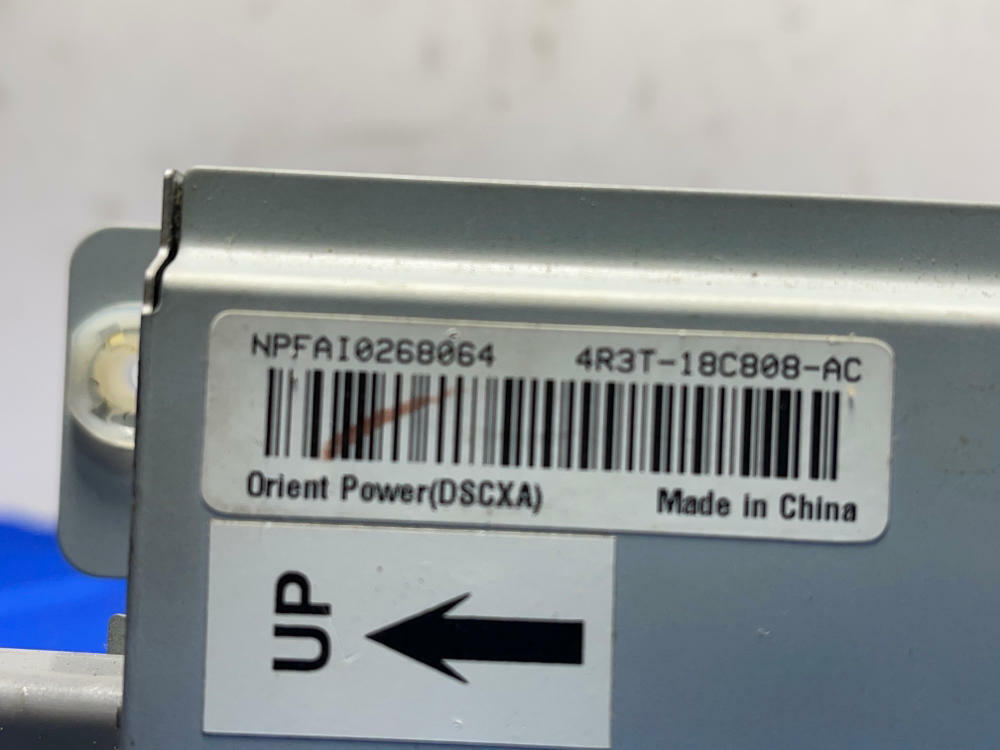 NPFAI0268064 4R3T-18C808-AC
Orient Power(DSCXA) Made in China
UP